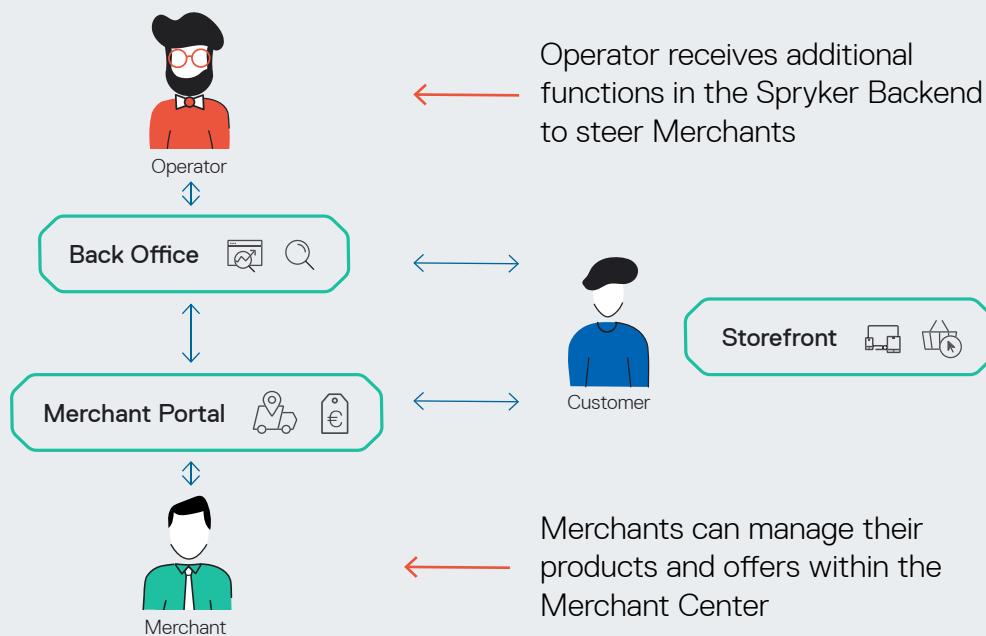 Operator receives additional
functions in the Spryker Backend
to steer Merchants
Operator
Back Office
Storefront
Merchant Portal
€
Customer
Merchants can manage their
products and offers within the
Merchant Center
Merchant